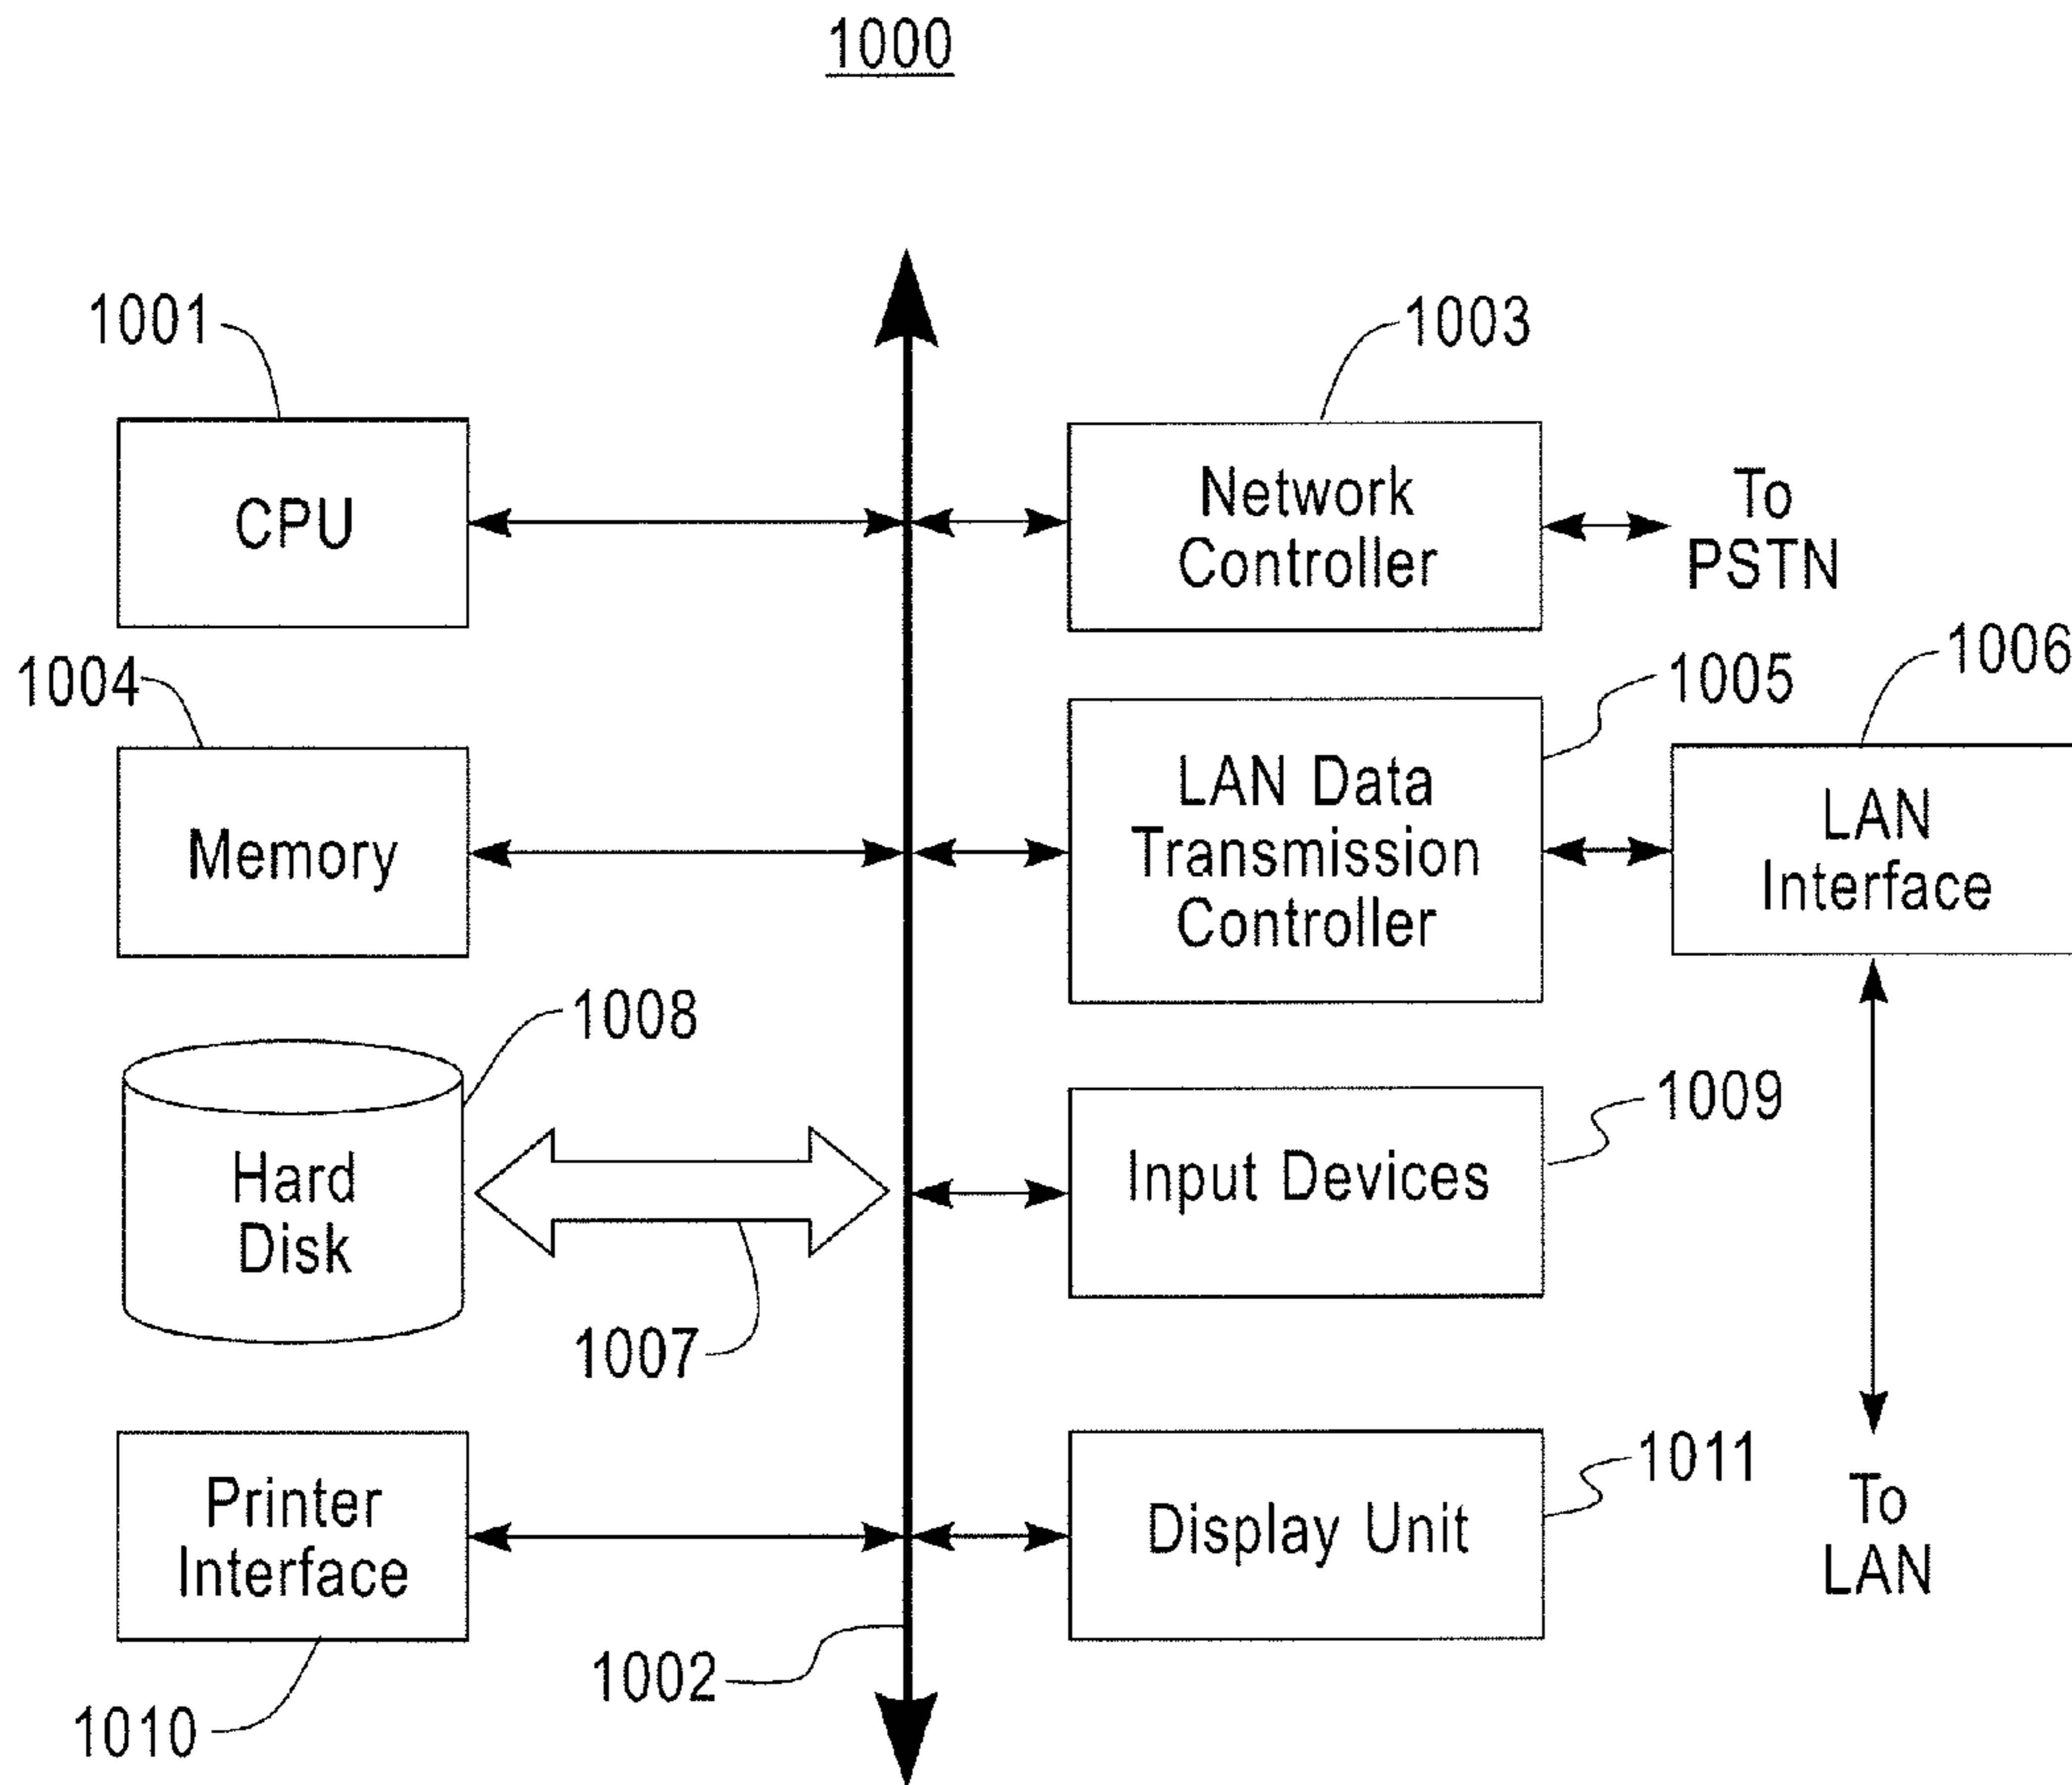 1000
1001
1003
CPU
Network
Controller
To
PSTN
1004
1005
1006
Memory
LAN Data
Transmission
Controller
LAN
Interface
1008
1009
Hard
Disk
Input Devices
1007
1011
Printer
Interface
Display Unit
To
LAN
1002
1010